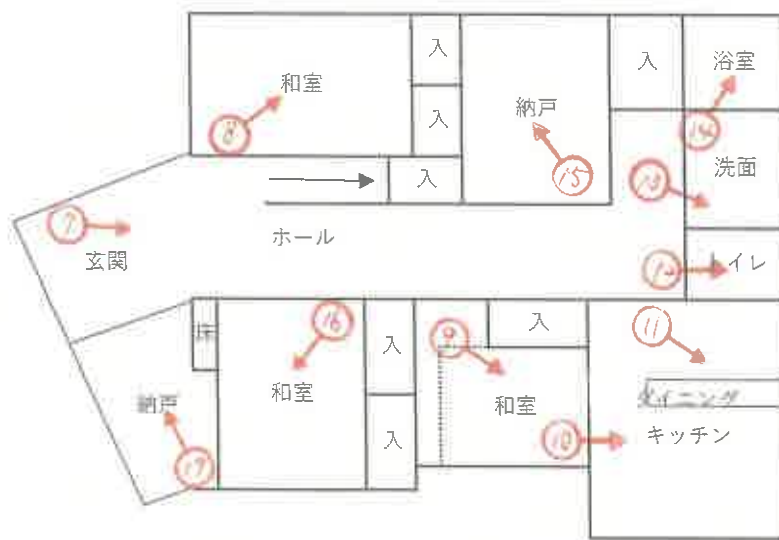 入
浴室
和室
入
納戸
入
⑭
⑧
洗面
入
⑮
⑬
⑦
ホール
玄関
⑫
トイレ
⑯
入
⑪
床
入
⑨
納戸
和室
和室
ダイニング
入
⑩
キッチン
⑰